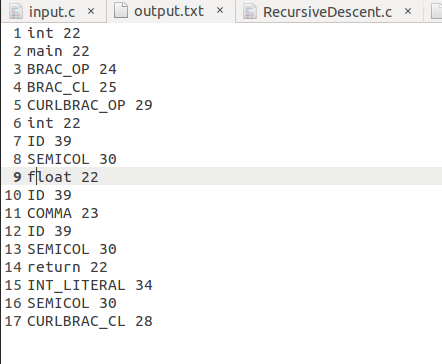 input.c × output.txt × RecursiveDescent.c ×
1 int 22
2 main 22
3 BRAC_OP 24
4 BRAC_CL 25
5 CURLBRAC_OP 29
6 int 22
7 ID 39
8 SEMICOL 30
9 float 22
10 ID 39
11 COMMA 23
12 ID 39
13 SEMICOL 30
14 return 22
15 INT_LITERAL 34
16 SEMICOL 30
17 CURLBRAC_CL 28